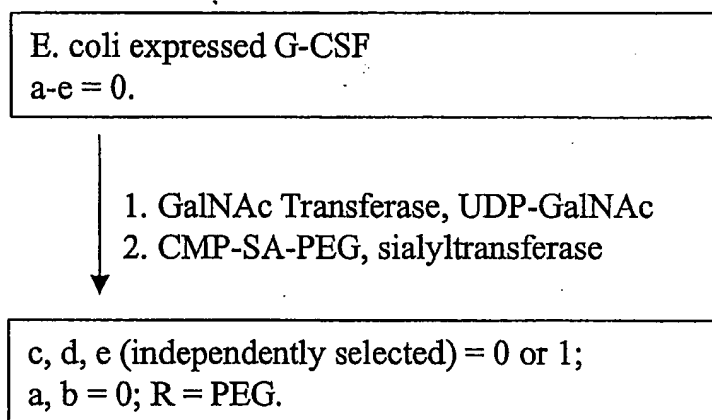 E. coli expressed G-CSF
a-e = 0.
1. GalNAc Transferase, UDP-GalNAc
2. CMP-SA-PEG, sialyltransferase
c, d, e (independently selected) = 0 or 1;
a, b = 0; R = PEG.